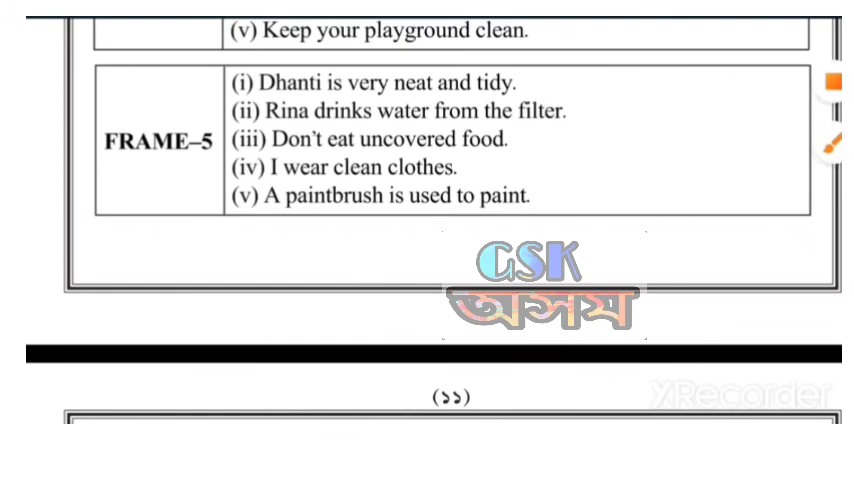 (v) Keep your playground clean.
(i) Dhanti is very neat and tidy.
(ii) Rina drinks water from the filter.
FRAME–5 (iii) Don't eat uncovered food.
(iv) I wear clean clothes.
(v) A paintbrush is used to paint.
GSK
অসম
(১১)
XRecorder